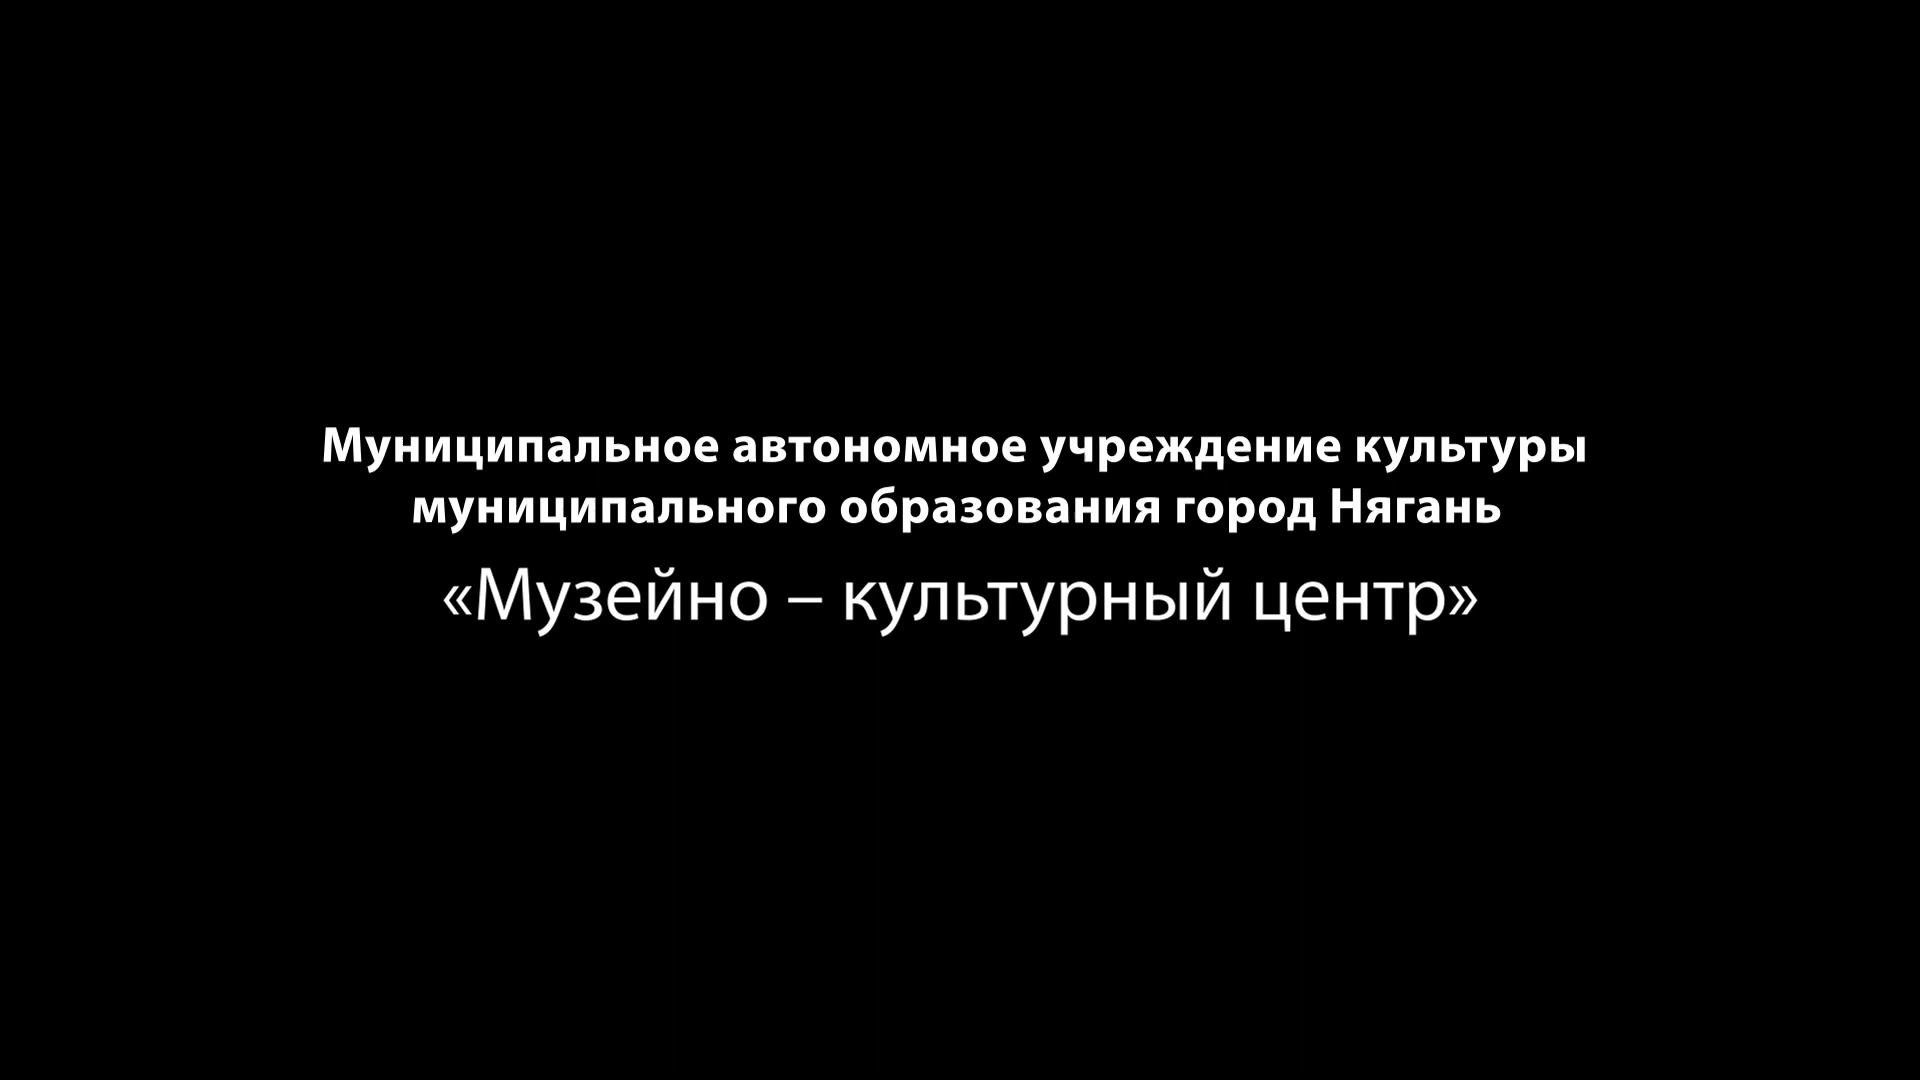 Муниципальное автономное учреждение культуры
муниципального образования город Нягань
«Музейно – культурный центр»